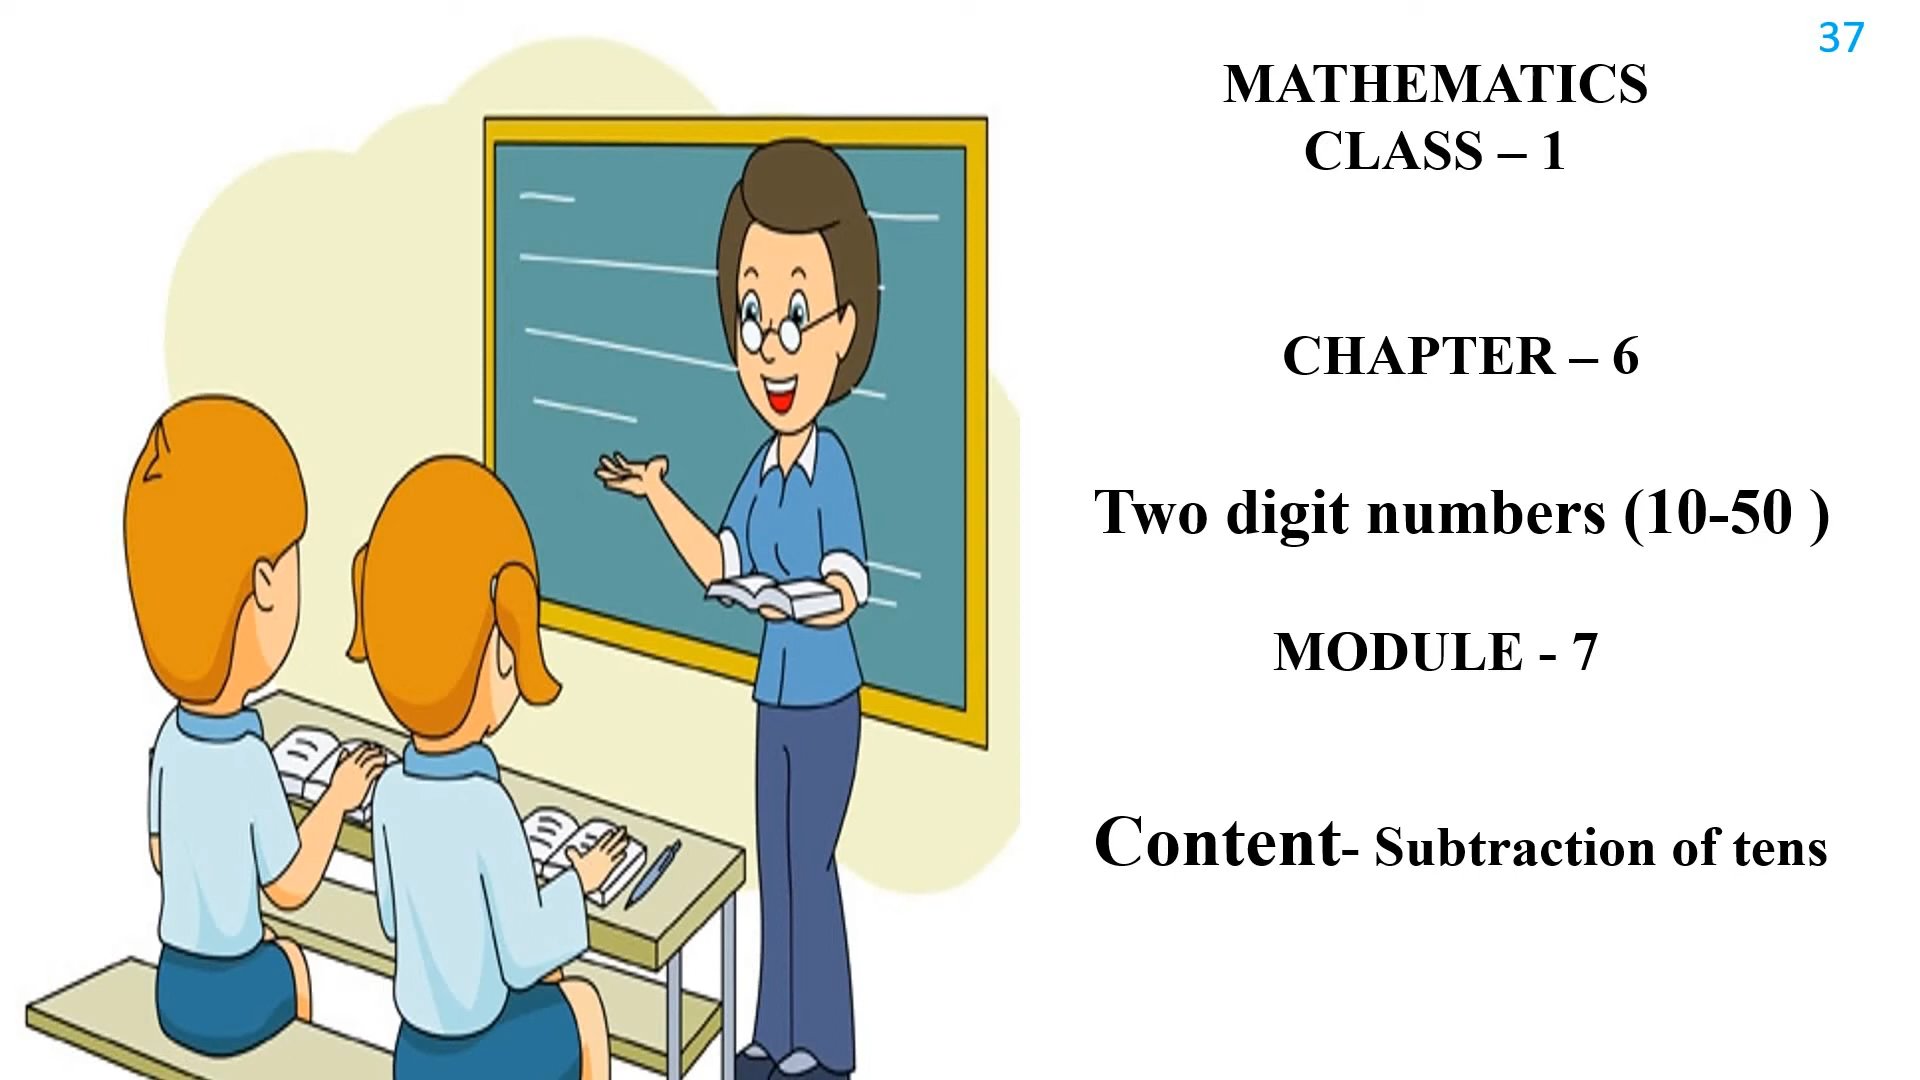 37
MATHEMATICS
CLASS – 1
CHAPTER – 6
Two digit numbers (10-50 )
MODULE - 7
Content- Subtraction of tens